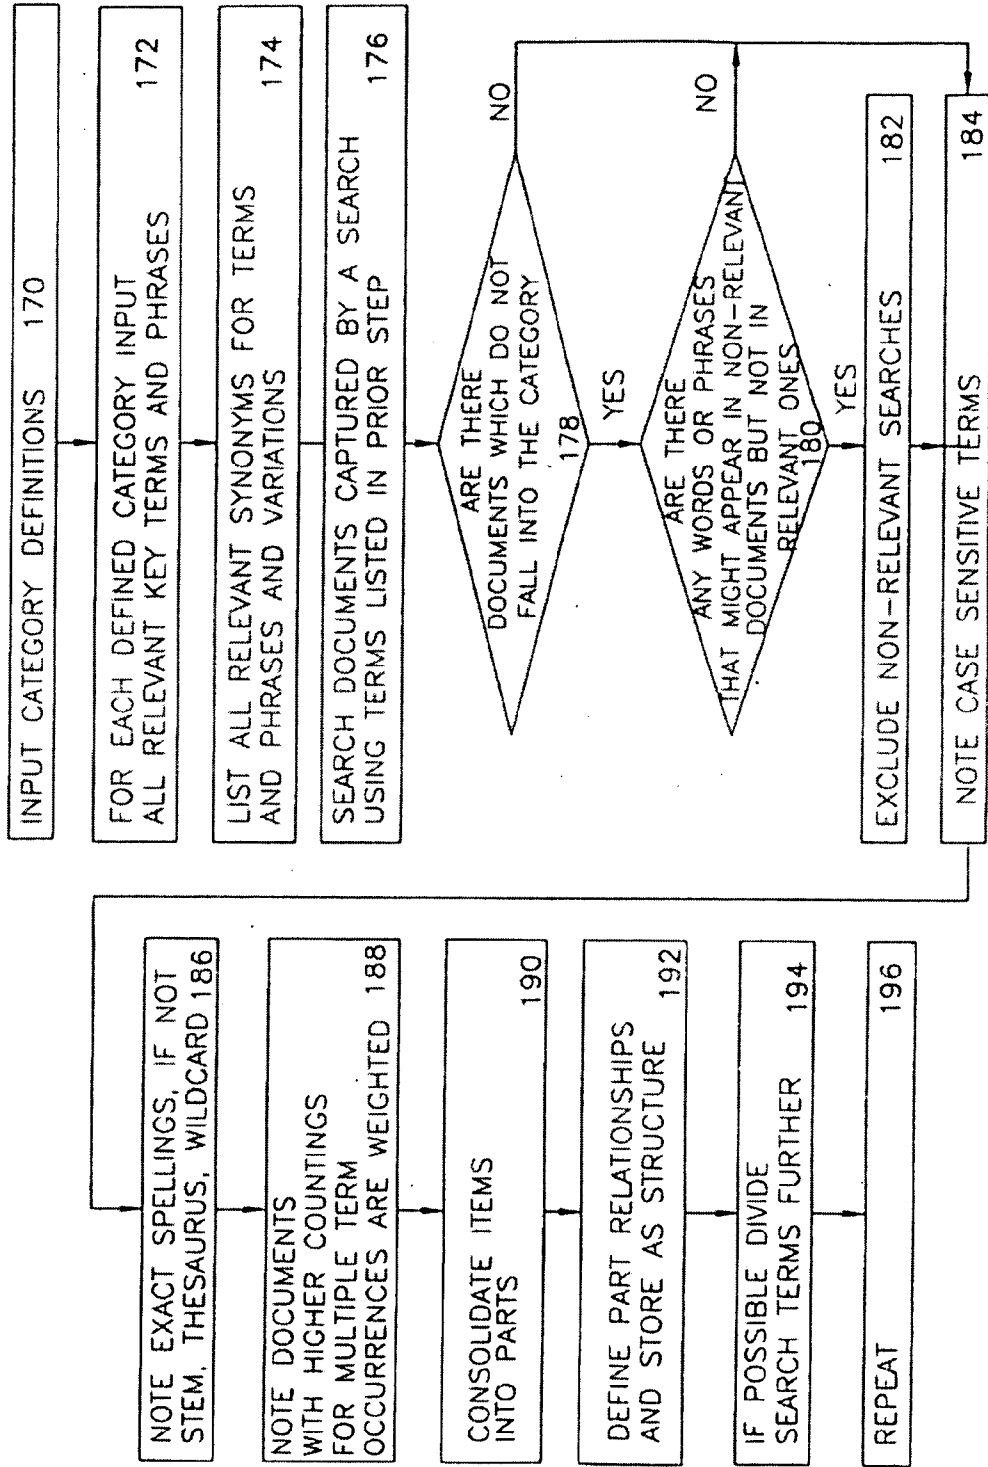 INPUT CATEGORY DEFINITIONS 170
FOR EACH DEFINED CATEGORY INPUT
ALL RELEVANT KEY TERMS AND PHRASES 172
LIST ALL RELEVANT SYNONYMS FOR TERMS
AND PHRASES AND VARIATIONS 174
SEARCH DOCUMENTS CAPTURED BY A SEARCH
USING TERMS LISTED IN PRIOR STEP 176
ARE THERE
DOCUMENTS WHICH DO NOT
FALL INTO THE CATEGORY
178
NO
YES
ARE THERE
ANY WORDS OR PHRASES
THAT MIGHT APPEAR IN NON-RELEVANT
DOCUMENTS BUT NOT IN
RELEVANT ONES
180
NO
YES
EXCLUDE NON-RELEVANT SEARCHES 182
NOTE CASE SENSITIVE TERMS 184
NOTE EXACT SPELLINGS, IF NOT
STEM, THESAURUS, WILDCARD 186
NOTE DOCUMENTS
WITH HIGHER COUNTINGS
FOR MULTIPLE TERM
OCCURRENCES ARE WEIGHTED 188
CONSOLIDATE ITEMS
INTO PARTS 190
DEFINE PART RELATIONSHIPS
AND STORE AS STRUCTURE 192
IF POSSIBLE DIVIDE
SEARCH TERMS FURTHER 194
REPEAT 196